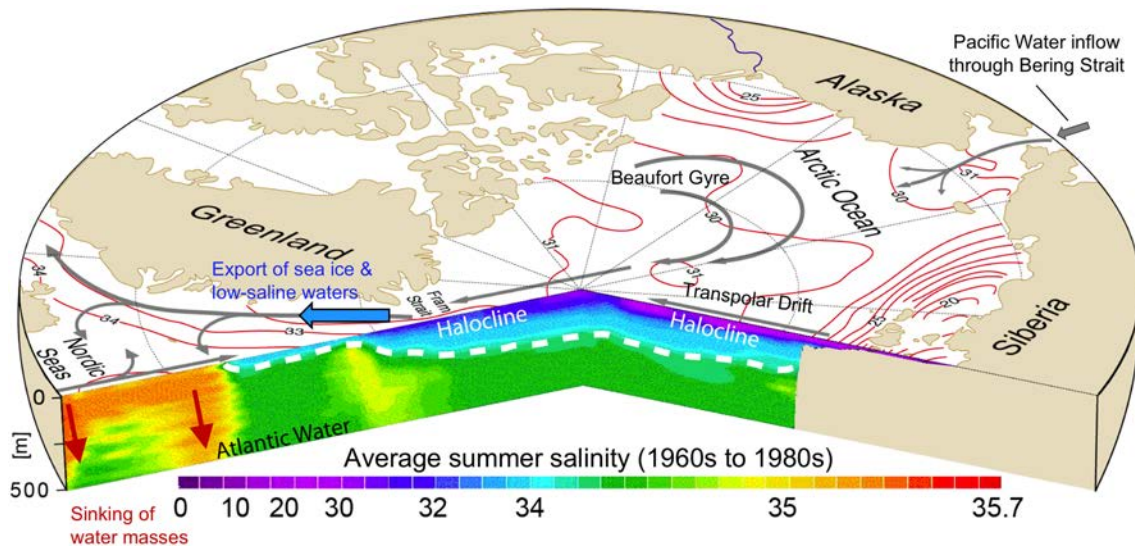 Pacific Water inflow
through Bering Strait
Alaska
25
31
30
Arctic Ocean
Beaufort Gyre
30
31
31
Greenland
34
Export of sea ice &
low-saline waters
Fram
Strait
33
34
Transpolar Drift
20
25
Siberia
Halocline
Halocline
Nordic
Seas
0
[m]
500
Atlantic Water
Average summer salinity (1960s to 1980s)
0 10 20 30 32 34 35 35.7
Sinking of
water masses